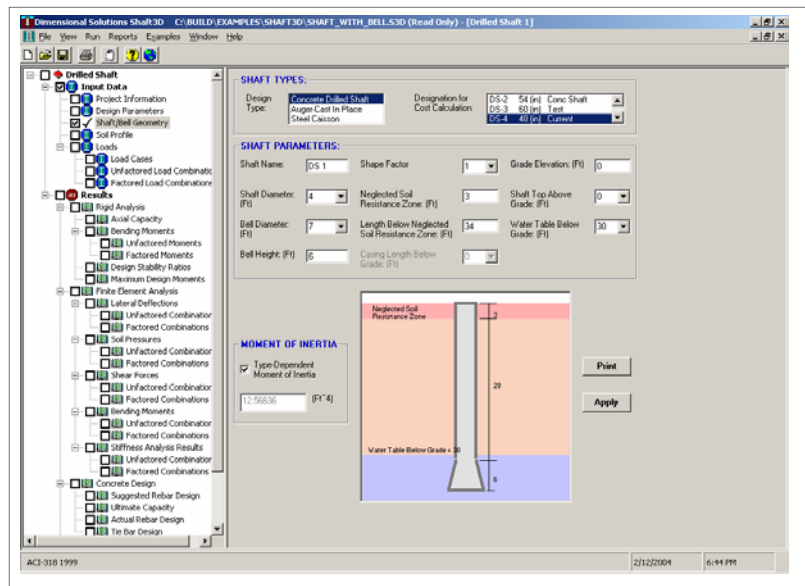 Dimensional Solutions Shaft3D C:\BUILD\EXAMPLES\SHAFT3D\SHAFT_WITH_BELL.S3D (Read Only) - [Drilled Shaft 1]
File View Run Reports Examples Window Help
Drilled Shaft
Input Data
Project Information
Design Parameters
Shaft/Bell Geometry
Soil Profile
Loads
Load Cases
Unfactored Load Combinatic
Factored Load Combinations
Results
Rigid Analysis
Axial Capacity
Bending Moments
Unfactored Moments
Factored Moments
Design Stability Ratios
Maximum Design Moments
Finite Element Analysis
Lateral Deflections
Unfactored Combinatior
Factored Combinations
Soil Pressures
Unfactored Combinatior
Factored Combinations
Shear Forces
Unfactored Combinatior
Factored Combinations
Bending Moments
Unfactored Combinatior
Factored Combinations
Stiffness Analysis Results
Unfactored Combinatior
Factored Combinations
Concrete Design
Suggested Rebar Design
Ultimate Capacity
Actual Rebar Design
Tie Bar Design
SHAFT TYPES:
Design Type:
Concrete Drilled Shaft
Auger-Cast In Place
Steel Caisson
Designation for Cost Calculation
DS-2 54 (in) Conc Shaft
DS-3 60 (in) Test
DS-4 48 (in) Current
SHAFT PARAMETERS:
Shaft Name: DS 1 Shape Factor 1 Grade Elevation: (Ft) 0
Shaft Diameter: (Ft) 4 Neglected Soil Resistance Zone: (Ft) 3 Shaft Top Above Grade: (Ft) 0
Bell Diameter: (Ft) 7 Length Below Neglected Soil Resistance Zone: (Ft) 34 Water Table Below Grade: (Ft) 30
Bell Height: (Ft) 6 Casing Length Below Grade: (Ft) 0
MOMENT OF INERTIA
Type-Dependent
Moment of Inertia
12.56636 (Ft^4)
Neglected Soil
Resistance Zone
3
28
Water Table Below Grade = 30
6
Print
Apply
ACI-318 1999 2/12/2004 6:44 PM